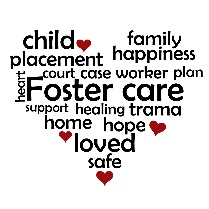 child family
placement happiness
court case worker plan
heart
Foster care
support healing trama
home hope
loved
safe